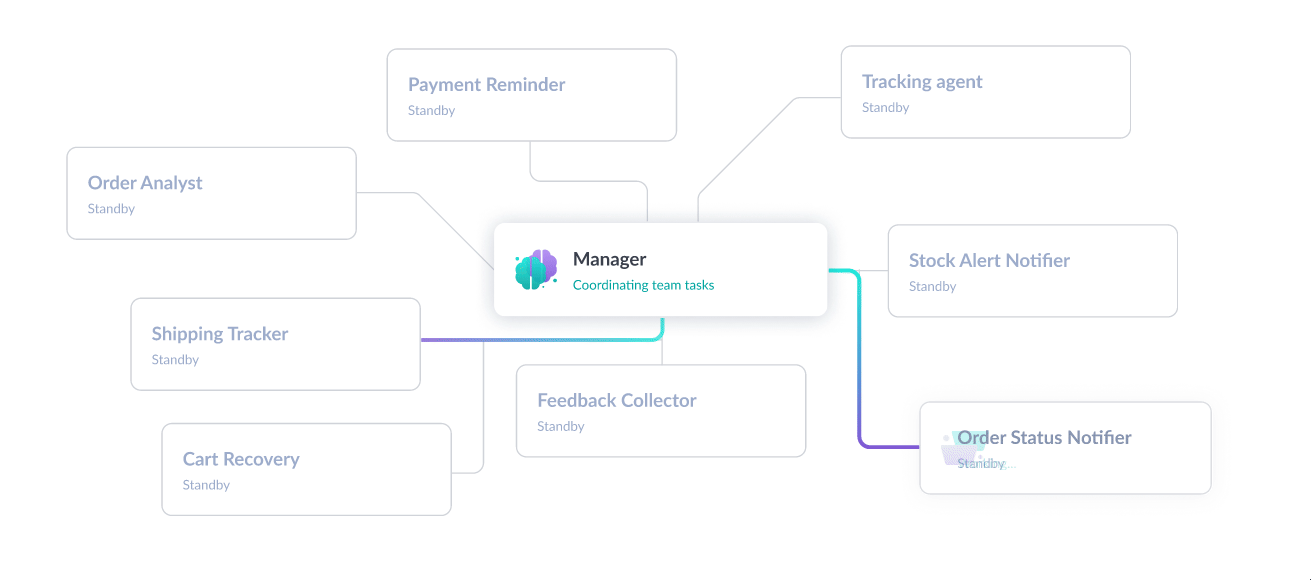 Payment Reminder
Standby
Tracking agent
Standby
Order Analyst
Standby
Manager
Coordinating team tasks
Stock Alert Notifier
Standby
Shipping Tracker
Standby
Feedback Collector
Standby
Order Status Notifier
Standby
Cart Recovery
Standby